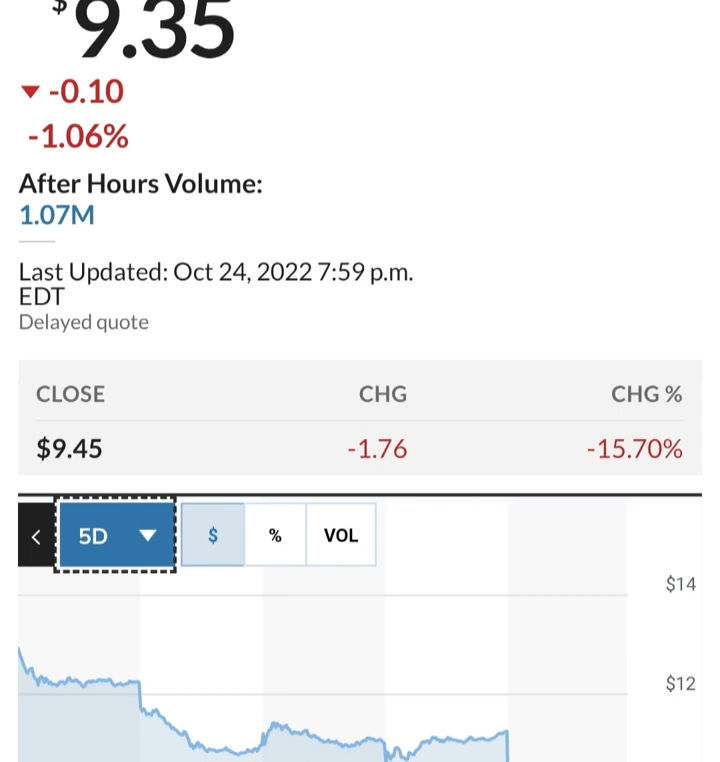 $9.35
-0.10
-1.06%
After Hours Volume:
1.07M
Last Updated: Oct 24, 2022 7:59 p.m.
EDT
Delayed quote
CLOSE CHG CHG %
$9.45 -1.76 -15.70%
5D $ % VOL
$14
$12